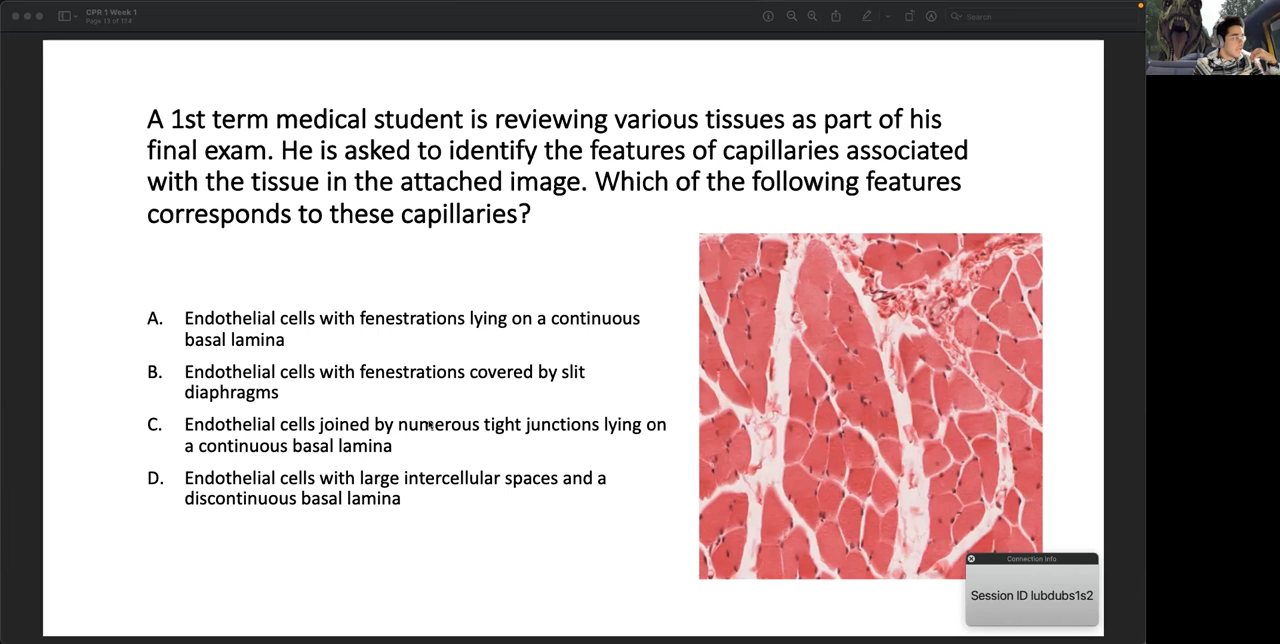 CPR 1 Week 1
Page 13 of 174
Search
A 1st term medical student is reviewing various tissues as part of his
final exam. He is asked to identify the features of capillaries associated
with the tissue in the attached image. Which of the following features
corresponds to these capillaries?
A. Endothelial cells with fenestrations lying on a continuous
basal lamina
B. Endothelial cells with fenestrations covered by slit
diaphragms
C. Endothelial cells joined by numerous tight junctions lying on
a continuous basal lamina
D. Endothelial cells with large intercellular spaces and a
discontinuous basal lamina
Connection Info
Session ID lubdubs1s2